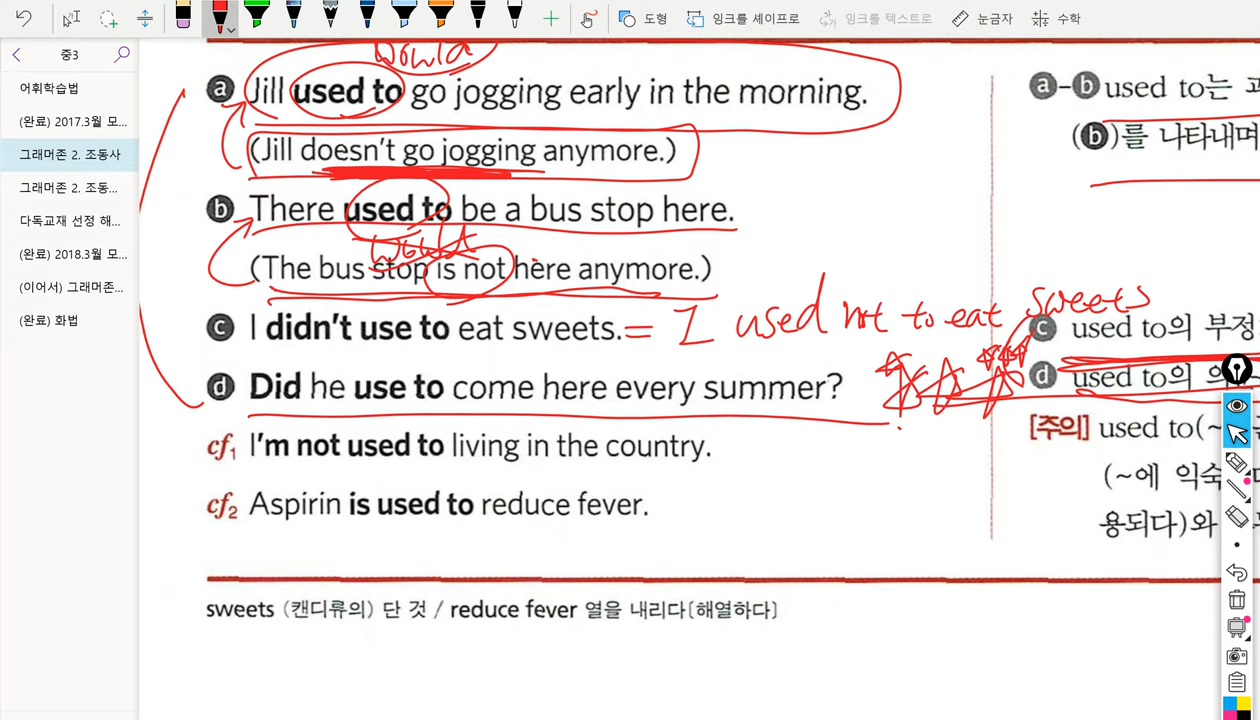 도형
잉크를 셰이프로
잉크를 텍스트로
눈금자
수학
중3
어휘학습법
(완료) 2017.3월 모...
그래머존 2. 조동사
그래머존 2. 조동...
다독교재 선정 해...
(완료) 2018.3월 모...
(이어서) 그래머존...
(완료) 화법
would
a Jill used to go jogging early in the morning.
(Jill doesn't go jogging anymore.)
b There used to be a bus stop here.
would
(The bus stop is not here anymore.)
c I didn't use to eat sweets. = I used not to eat sweets
d Did he use to come here every summer?
cf1 I'm not used to living in the country.
cf2 Aspirin is used to reduce fever.
sweets (캔디류의) 단 것 / reduce fever 열을 내리다[해열하다]
a-b used to는
(b)를 나타내며
c used to의 부정
d used to의
[주의] used to(~
(~에 익숙
용되다)와